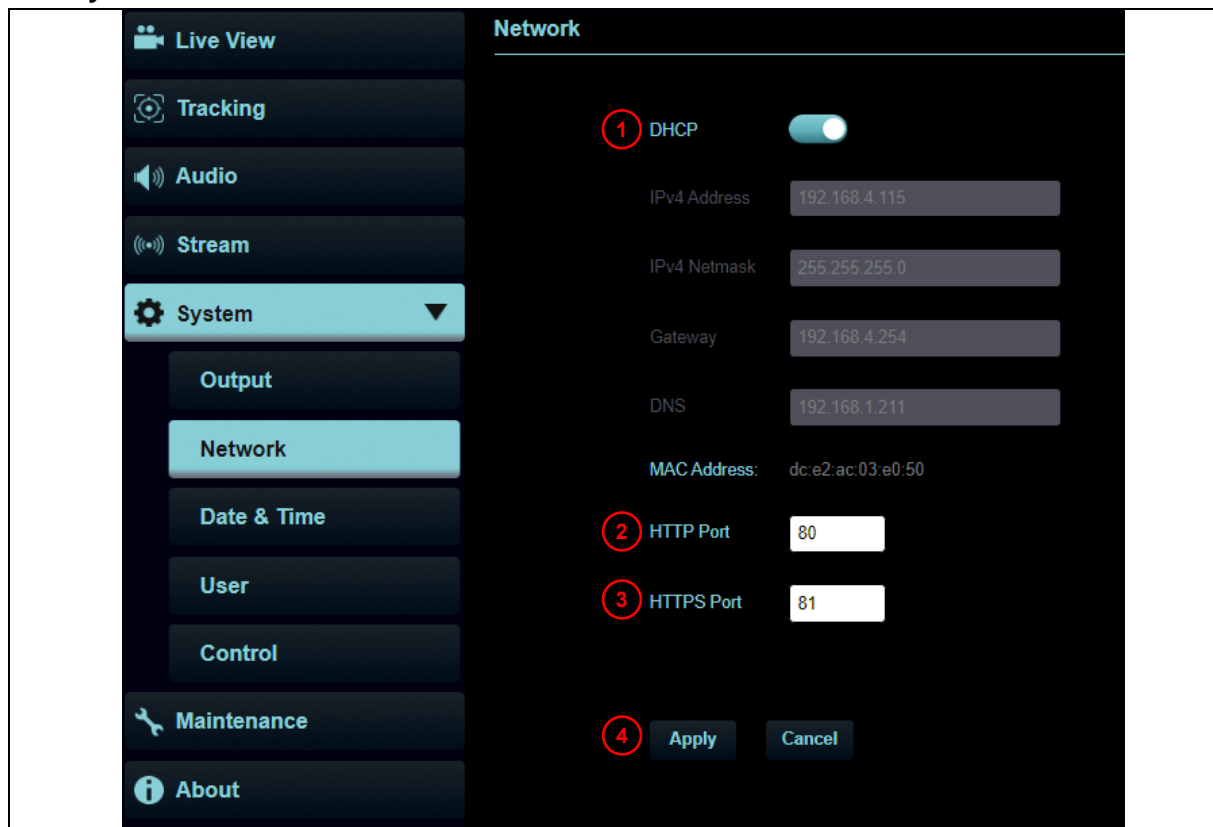 Live View
Tracking
Audio
Stream
System
Output
Network
Date & Time
User
Control
Maintenance
About
Network
1 DHCP
IPv4 Address 192.168.4.115
IPv4 Netmask 255.255.255.0
Gateway 192.168.4.254
DNS 192.168.1.211
MAC Address: dc:e2:ac:03:e0:50
2 HTTP Port 80
3 HTTPS Port 81
4 Apply Cancel